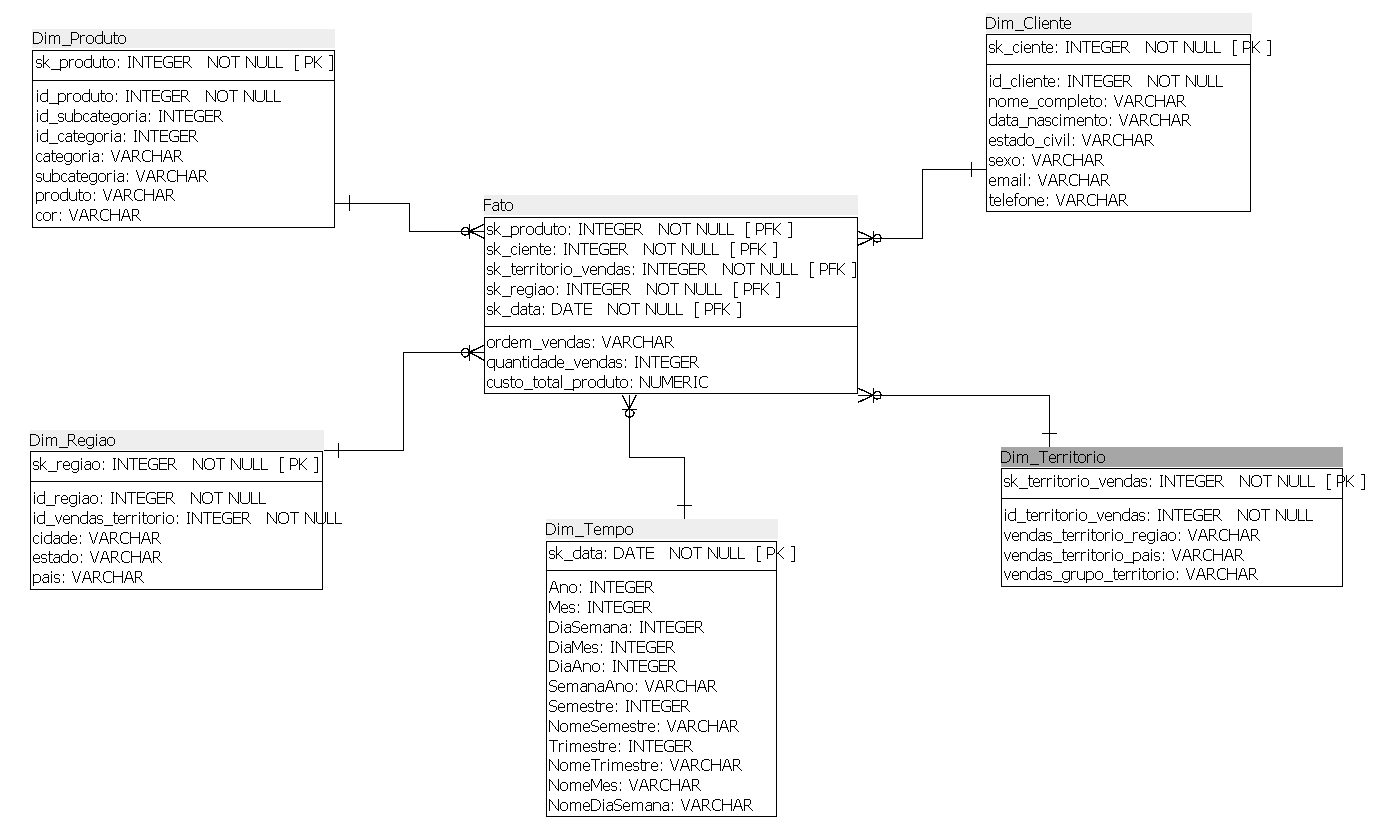 Dim_Produto
sk_produto: INTEGER NOT NULL [ PK ]
id_produto: INTEGER NOT NULL
id_subcategoria: INTEGER
id_categoria: INTEGER
categoria: VARCHAR
subcategoria: VARCHAR
produto: VARCHAR
cor: VARCHAR
Dim_Cliente
sk_ciente: INTEGER NOT NULL [ PK ]
id_cliente: INTEGER NOT NULL
nome_completo: VARCHAR
data_nascimento: VARCHAR
estado_civil: VARCHAR
sexo: VARCHAR
email: VARCHAR
telefone: VARCHAR
Fato
sk_produto: INTEGER NOT NULL [ PFK ]
sk_ciente: INTEGER NOT NULL [ PFK ]
sk_territorio_vendas: INTEGER NOT NULL [ PFK ]
sk_regiao: INTEGER NOT NULL [ PFK ]
sk_data: DATE NOT NULL [ PFK ]
ordem_vendas: VARCHAR
quantidade_vendas: INTEGER
custo_total_produto: NUMERIC
Dim_Regiao
sk_regiao: INTEGER NOT NULL [ PK ]
id_regiao: INTEGER NOT NULL
id_vendas_territorio: INTEGER NOT NULL
cidade: VARCHAR
estado: VARCHAR
pais: VARCHAR
Dim_Tempo
sk_data: DATE NOT NULL [ PK ]
Ano: INTEGER
Mes: INTEGER
DiaSemana: INTEGER
DiaMes: INTEGER
DiaAno: INTEGER
SemanaAno: VARCHAR
Semestre: INTEGER
NomeSemestre: VARCHAR
Trimestre: INTEGER
NomeTrimestre: VARCHAR
NomeMes: VARCHAR
NomeDiaSemana: VARCHAR
Dim_Territorio
sk_territorio_vendas: INTEGER NOT NULL [ PK ]
id_territorio_vendas: INTEGER NOT NULL
vendas_territorio_regiao: VARCHAR
vendas_territorio_pais: VARCHAR
vendas_grupo_territorio: VARCHAR